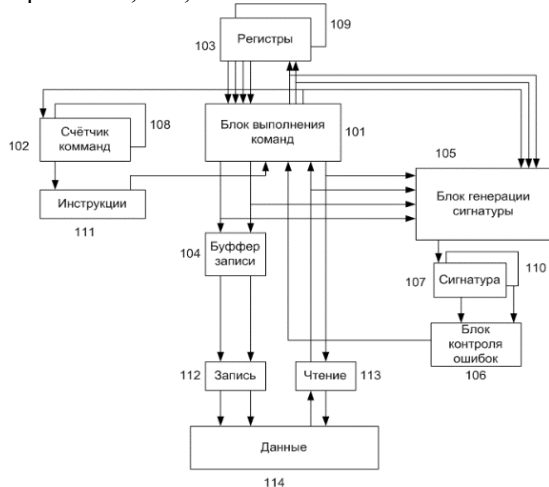 109
103
Регистры
102
Счётчик
комманд
108
Блок выполнения
команд
101
105
Блок генерации
сигнатуры
Инструкции
111
104
Буффер
записи
107
Сигнатура
110
Блок
контроля
ошибок
106
112
Запись
Чтение
113
Данные
114